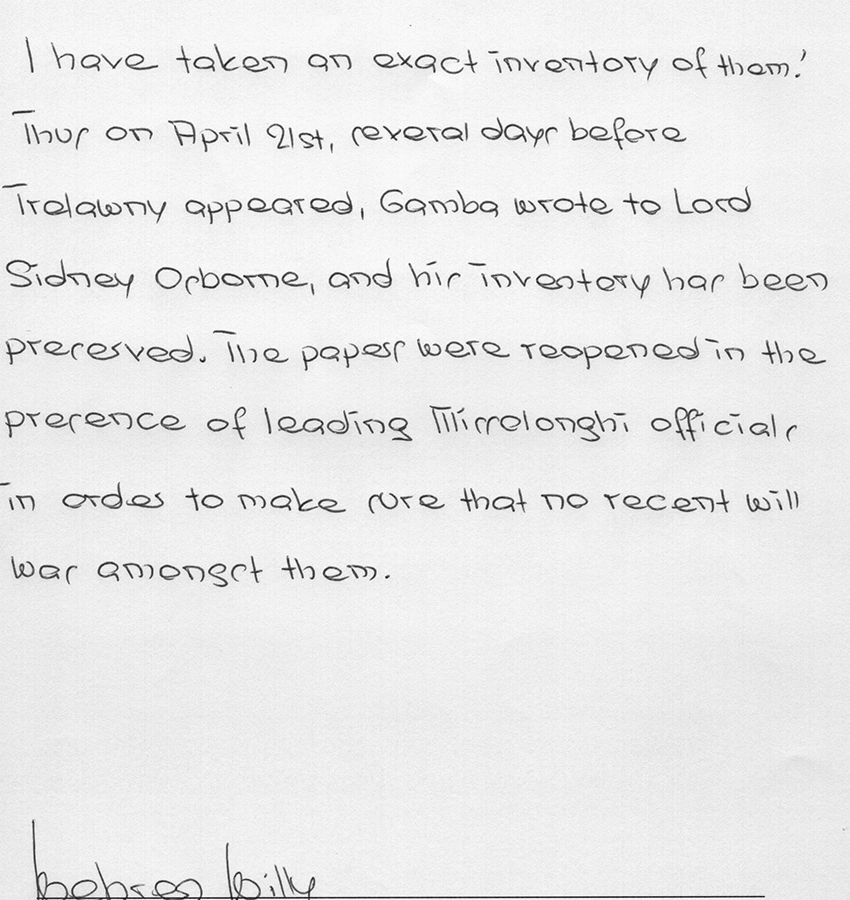 I have taken an exact inventory of them.'
Thus on April 21st, several days before
Trelawny appeared, Gamba wrote to Lord
Sidney Osborne, and his inventory has been
preserved. The papers were reopened in the
presence of leading Missolonghi officials
in order to make sure that no recent will
was amongst them.